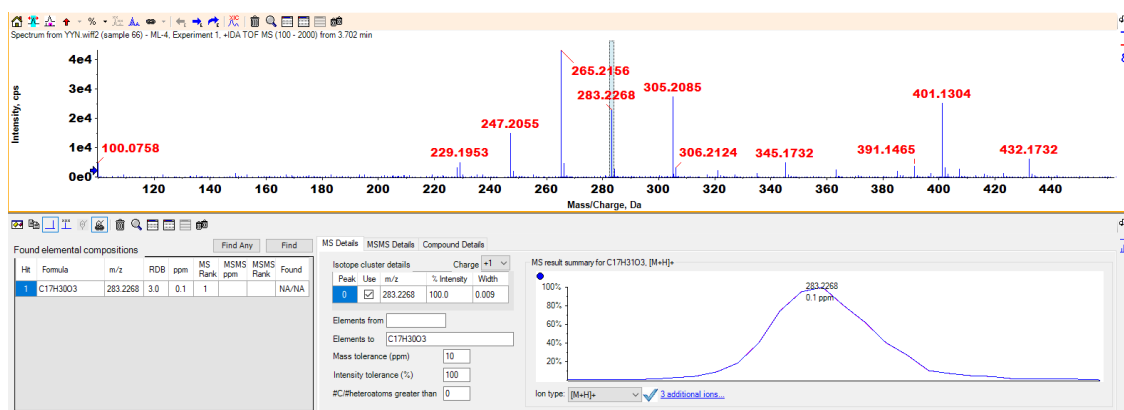 Spectrum from YYN.wiff2 (sample 66) - ML-4, Experiment 1, +IDA TOF MS (100 - 2000) from 3.702 min
Intensity, cps
4e4
3e4
2e4
1e4
0e0
100.0758
229.1953
247.2055
265.2156
283.2268
305.2085
306.2124
345.1732
391.1465
401.1304
432.1732
120 140 160 180 200 220 240 260 280 300 320 340 360 380 400 420 440
Mass/Charge, Da
Found elemental compositions
Find Any Find
Hit Formula m/z RDB ppm MS Rank MSMS ppm MSMS Rank Found
1 C17H30O3 283.2268 3.0 0.1 1 NA/NA
MS Details MSMS Details Compound Details
Isotope cluster details Charge +1
Peak Use m/z % Intensity Width
0 283.2268 100.0 0.009
Elements from
Elements to C17H30O3
Mass tolerance (ppm) 10
Intensity tolerance (%) 100
#C/#heteroatoms greater than 0
MS result summary for C17H31O3, [M+H]+
100%
80%
60%
40%
20%
283.2268
0.1 ppm
Ion type: [M+H]+ 3 additional ions...